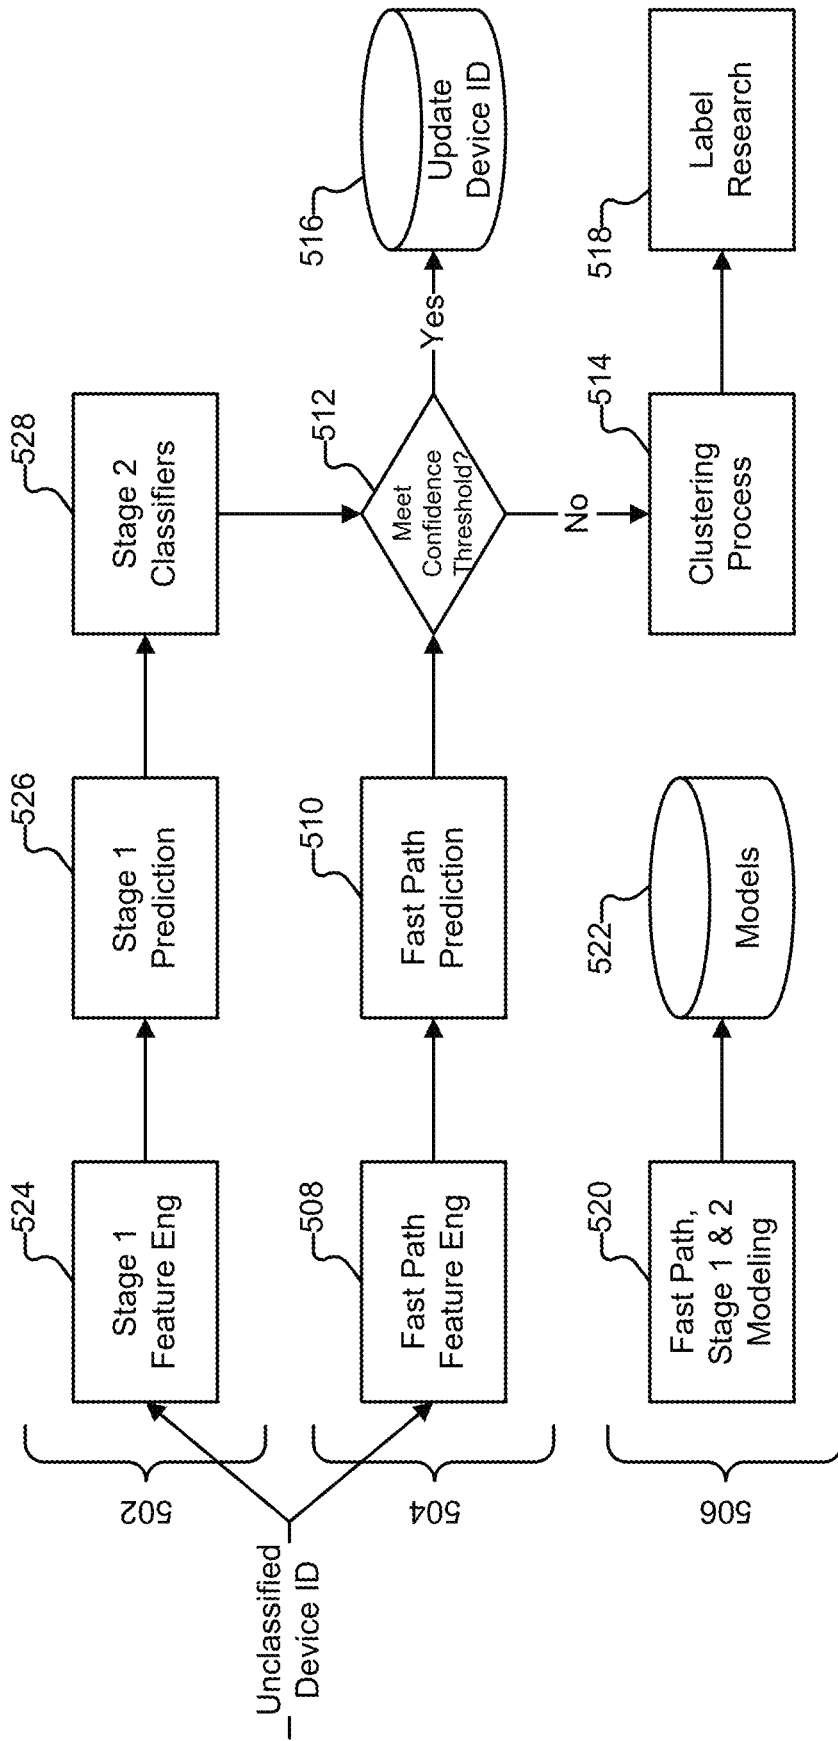 524
526
528
Stage 1
Feature Eng
Stage 1
Prediction
Stage 2
Classifiers
502
Unclassified
Device ID
508
510
512
516
Fast Path
Feature Eng
Fast Path
Prediction
Meet
Confidence
Threshold?
Yes
Update
Device ID
504
No
520
522
514
518
Fast Path,
Stage 1 & 2
Modeling
Models
Clustering
Process
Label
Research
506